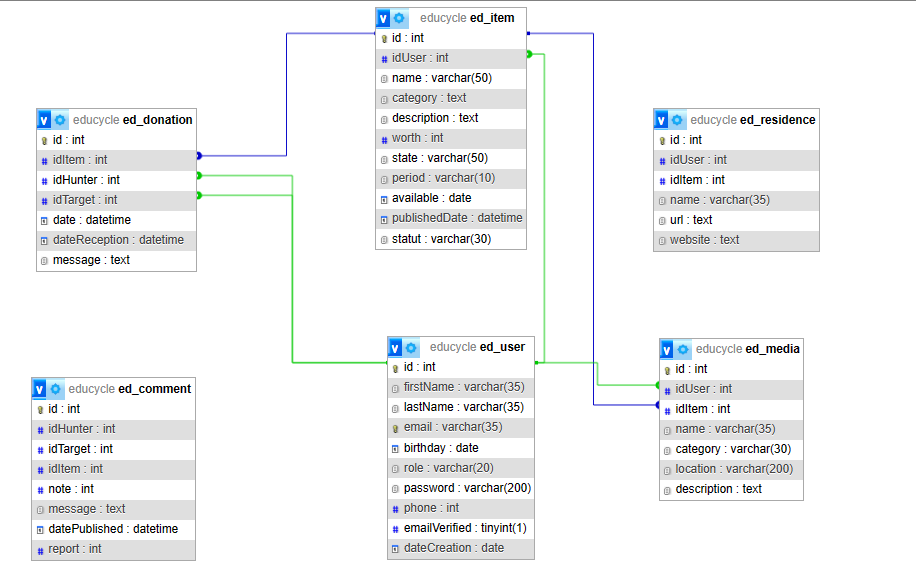 v educycle ed_item
id : int
# idUser : int
name : varchar(50)
category : text
description : text
# worth : int
state : varchar(50)
period : varchar(10)
available : date
publishedDate : datetime
statut : varchar(30)
v educycle ed_donation
id : int
# idItem : int
# idHunter : int
# idTarget : int
date : datetime
dateReception : datetime
message : text
v educycle ed_residence
id : int
# idUser : int
# idItem : int
name : varchar(35)
url : text
website : text
v educycle ed_user
id : int
firstName : varchar(35)
lastName : varchar(35)
email : varchar(35)
birthday : date
role : varchar(20)
password : varchar(200)
# phone : int
# emailVerified : tinyint(1)
dateCreation : date
v educycle ed_media
id : int
# idUser : int
# idItem : int
name : varchar(35)
category : varchar(30)
location : varchar(200)
description : text
v educycle ed_comment
id : int
# idHunter : int
# idTarget : int
# idItem : int
# note : int
message : text
datePublished : datetime
# report : int